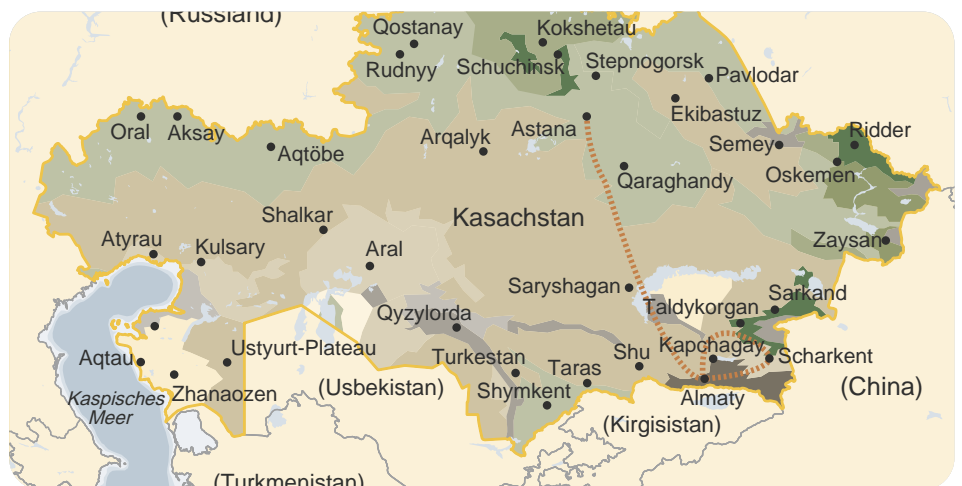 (Russland)
Kokshetau
Qostanay
Rudnyy
Schuchinsk
Stepnogorsk
Pavlodar
Ekibastuz
Oral
Aksay
Astana
Arqalyk
Semey
Ridder
Aqtöbe
Oskemen
Qaraghandy
Shalkar
Kasachstan
Atyrau
Kulsary
Aral
Zaysan
Saryshagan
Sarkand
Taldykorgan
Qyzylorda
Kapchagay
Scharkent
Aqtau
Ustyurt-Plateau
Turkestan
Taras
Shu
Zhanaozen
(Usbekistan)
Shymkent
Almaty
(China)
Kaspisches
Meer
(Kirgisistan)
(Turkmenistan)